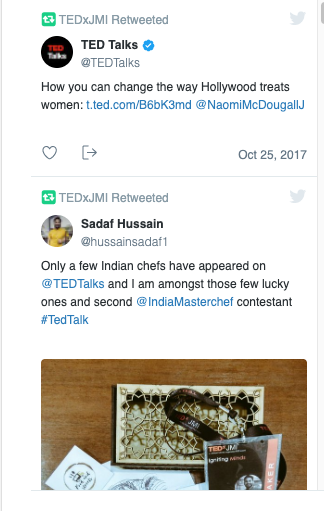 TEDxJMI Retweeted
TED Talks
@TEDTalks
How you can change the way Hollywood treats
women: t.ted.com/B6bK3md @NaomiMcDougallJ
Oct 25, 2017
TEDxJMI Retweeted
Sadaf Hussain
@hussainsadaf1
Only a few Indian chefs have appeared on
@TEDTalks and I am amongst those few lucky
ones and second @IndiaMasterchef contestant
#TedTalk
TEDxJMI
Igniting Minds